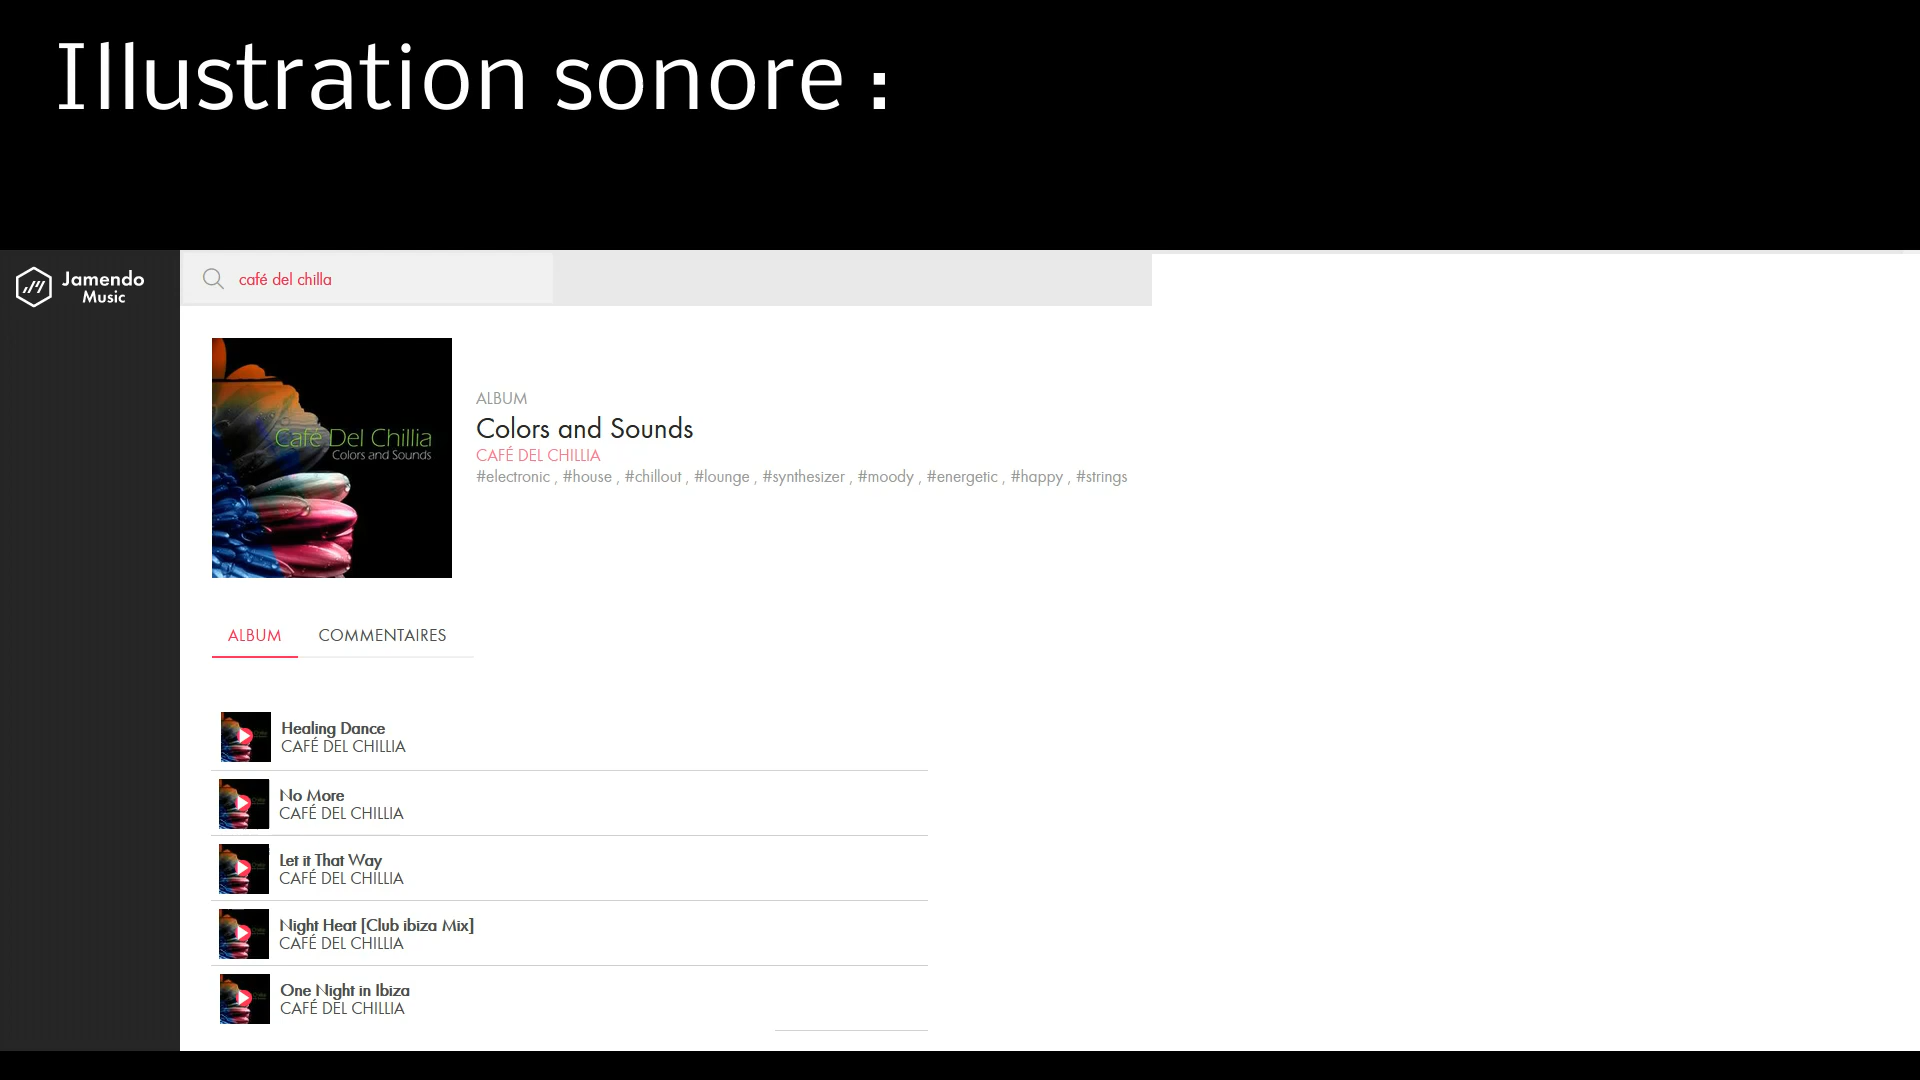 Illustration sonore :
Jamendo
Music
café del chilla
Café Del Chillia
Colors and Sounds
ALBUM
Colors and Sounds
CAFÉ DEL CHILLIA
#electronic , #house , #chillout , #lounge , #synthesizer , #moody , #energetic , #happy , #strings
ALBUM COMMENTAIRES
Healing Dance
CAFÉ DEL CHILLIA
No More
CAFÉ DEL CHILLIA
Let it That Way
CAFÉ DEL CHILLIA
Night Heat [Club ibiza Mix]
CAFÉ DEL CHILLIA
One Night in Ibiza
CAFÉ DEL CHILLIA